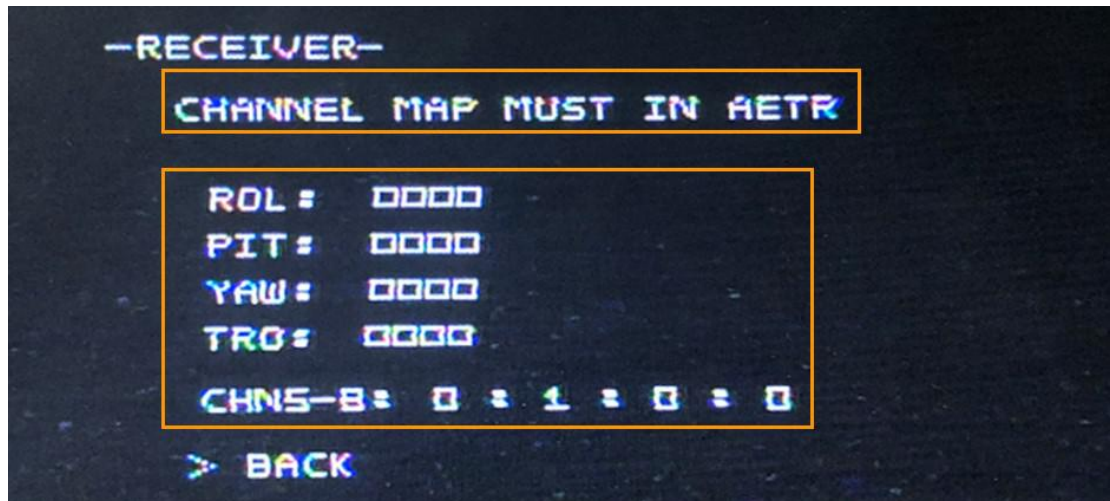 -RECEIVER-
CHANNEL MAP MUST IN AETR
ROL: 0000
PIT: 0000
YAW: 0000
TRO: 0000
CHN5-8: 0 : 1 : 0 : 0
> BACK